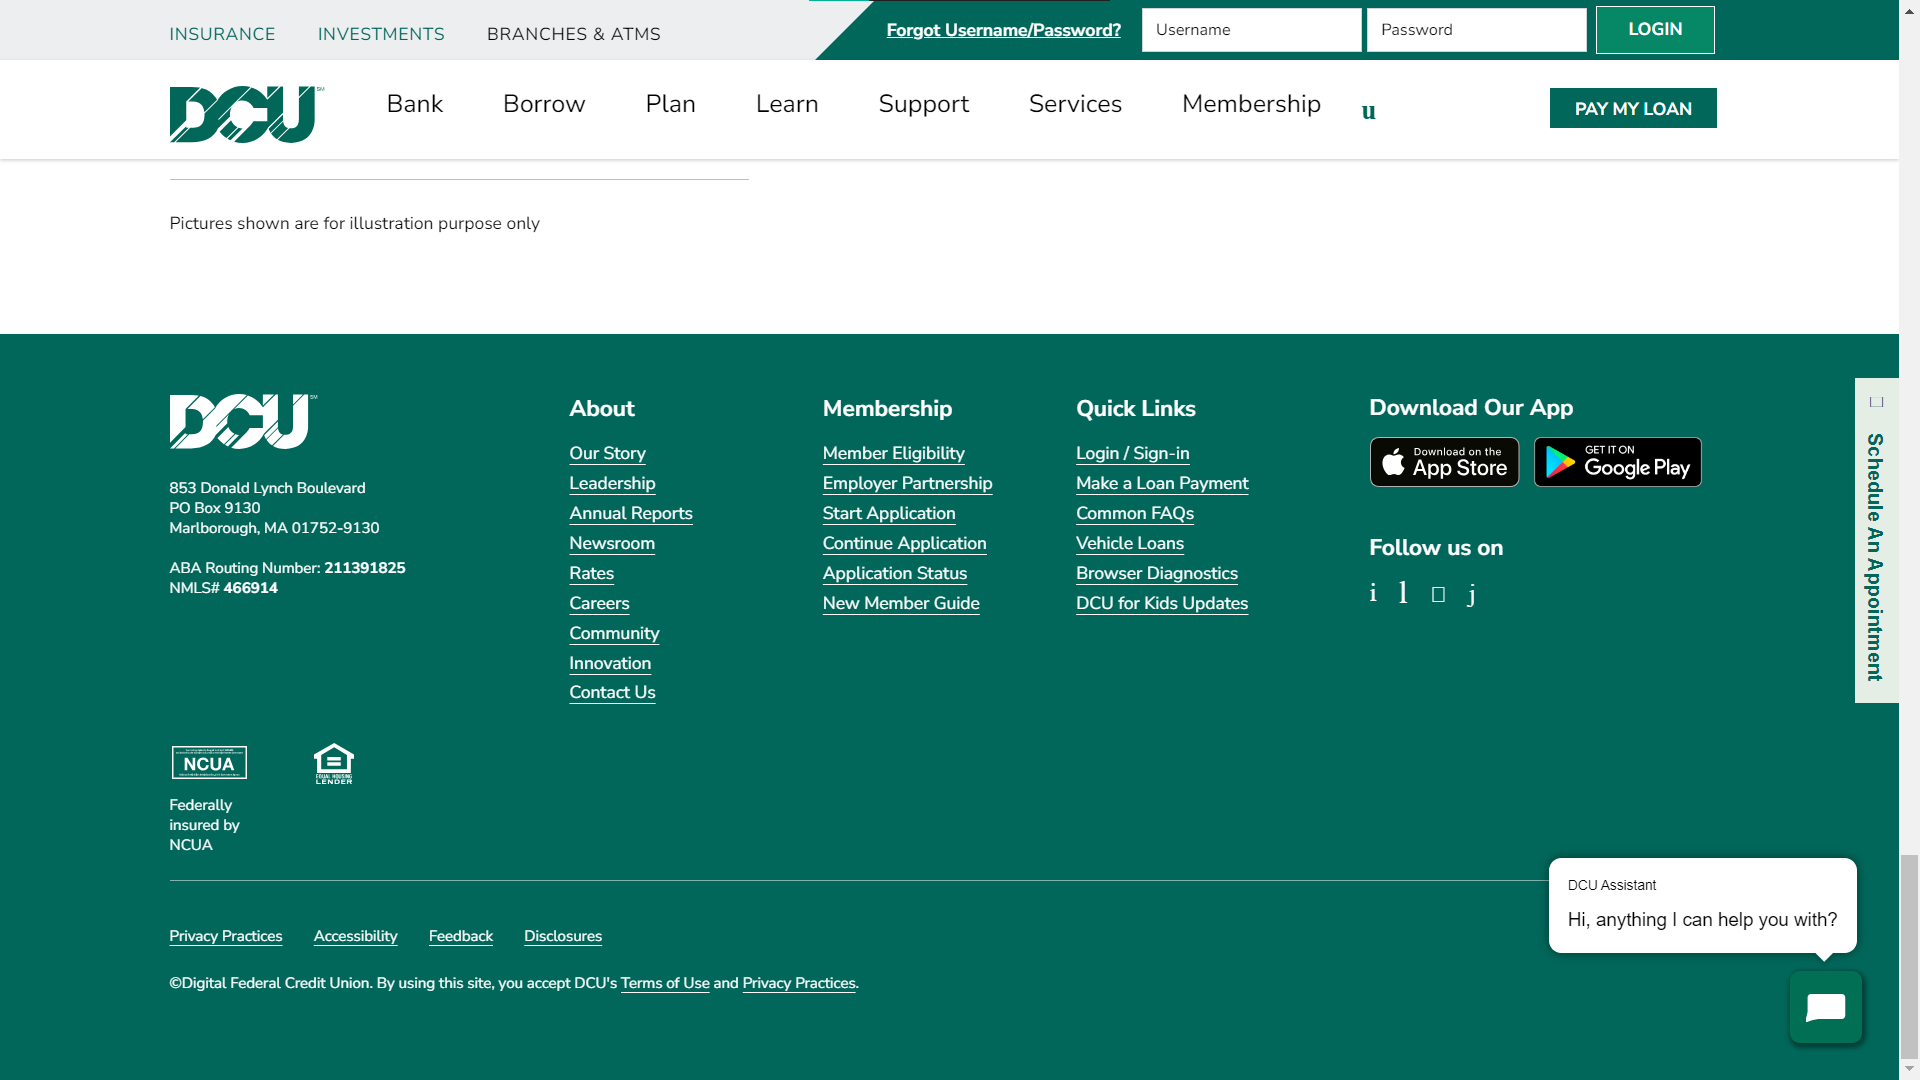 INSURANCE INVESTMENTS BRANCHES & ATMS Forgot Username/Password? Username Password LOGIN
DCU SM Bank Borrow Plan Learn Support Services Membership u PAY MY LOAN
Pictures shown are for illustration purpose only
DCU SM
853 Donald Lynch Boulevard
PO Box 9130
Marlborough, MA 01752-9130
ABA Routing Number: 211391825
NMLS# 466914
About
Our Story
Leadership
Annual Reports
Newsroom
Rates
Careers
Community
Innovation
Contact Us
Membership
Member Eligibility
Employer Partnership
Start Application
Continue Application
Application Status
New Member Guide
Quick Links
Login / Sign-in
Make a Loan Payment
Common FAQs
Vehicle Loans
Browser Diagnostics
DCU for Kids Updates
Download Our App
Download on the
App Store
GET IT ON
Google Play
Follow us on
i l j
Schedule An Appointment
NCUA
EQUAL HOUSING
LENDER
Federally
insured by
NCUA
DCU Assistant
Hi, anything I can help you with?
Privacy Practices Accessibility Feedback Disclosures
©Digital Federal Credit Union. By using this site, you accept DCU's Terms of Use and Privacy Practices.